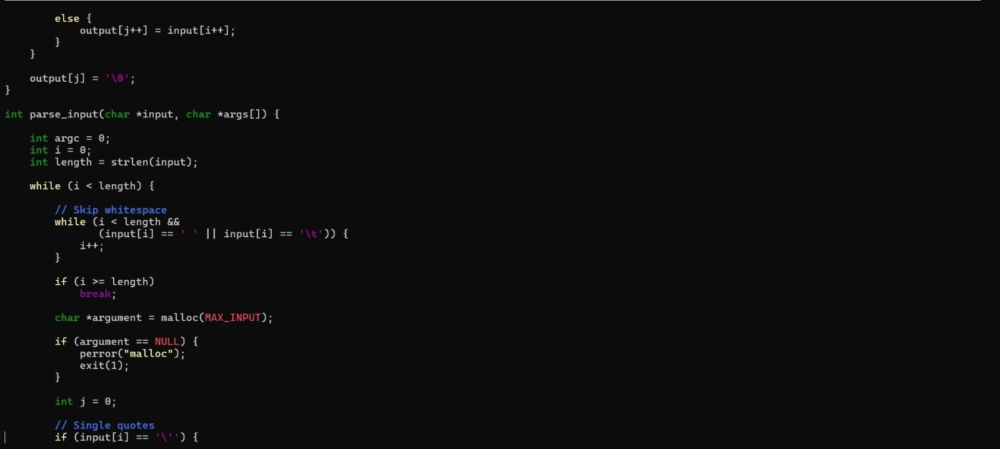 else {
            output[j++] = input[i++];
        }
    }

    output[j] = '\0';
}

int parse_input(char *input, char *args[]) {

    int argc = 0;
    int i = 0;
    int length = strlen(input);

    while (i < length) {

        // Skip whitespace
        while (i < length &&
               (input[i] == ' ' || input[i] == '\t')) {
            i++;
        }

        if (i >= length)
            break;

        char *argument = malloc(MAX_INPUT);

        if (argument == NULL) {
            perror("malloc");
            exit(1);
        }

        int j = 0;

        // Single quotes
        if (input[i] == '\'') {